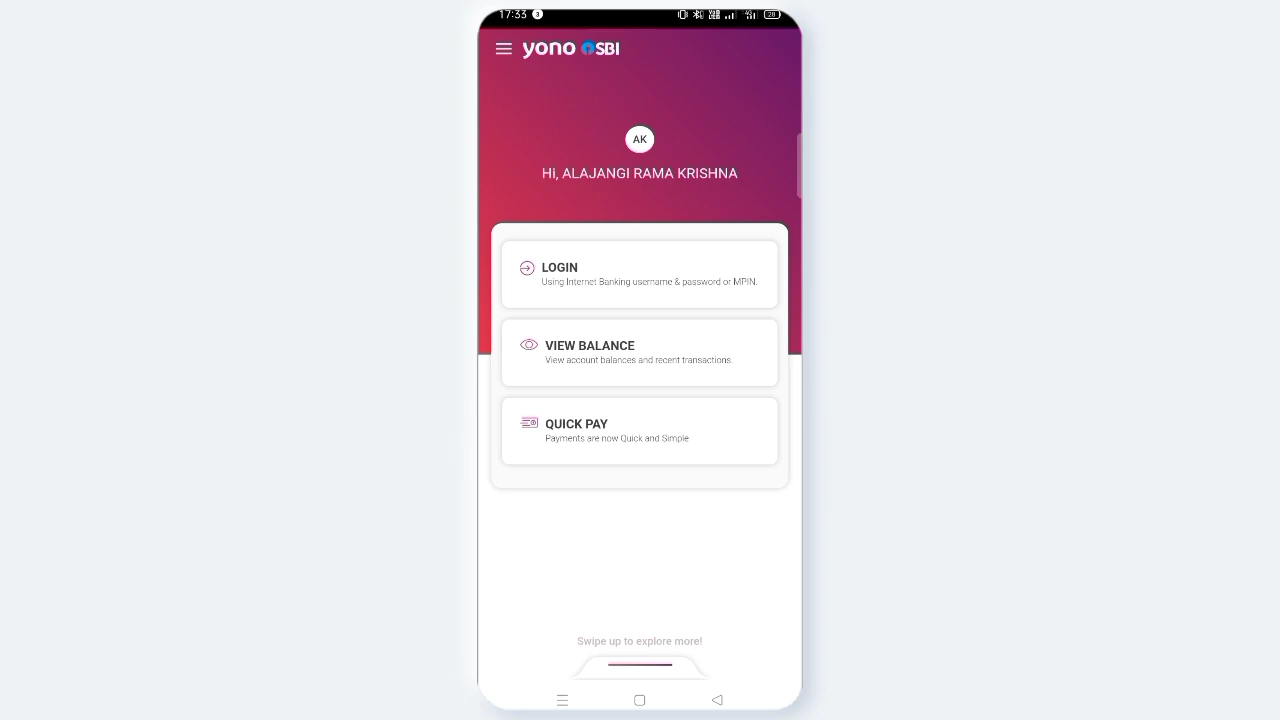 17:33 3 28
yono SBI
AK
Hi, ALAJANGI RAMA KRISHNA
LOGIN
Using Internet Banking username & password or MPIN.
VIEW BALANCE
View account balances and recent transactions.
QUICK PAY
Payments are now Quick and Simple
Swipe up to explore more!